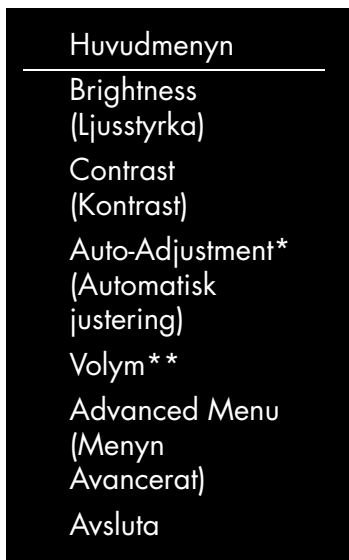 Huvudmenyn
Brightness
(Ljusstyrka)
Contrast
(Kontrast)
Auto-Adjustment*
(Automatisk
justering)
Volym**
Advanced Menu
(Menyn
Avancerat)
Avsluta